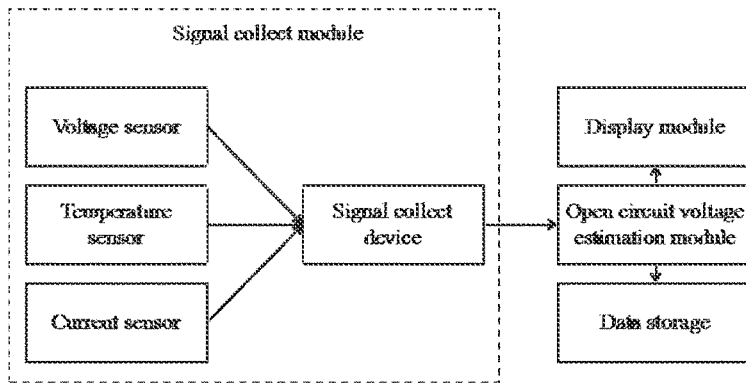 Signal collect module
Voltage sensor
Temperature
sensor
Current sensor
Signal collect
device
Display module
Open circuit voltage
estimation module
Data storage